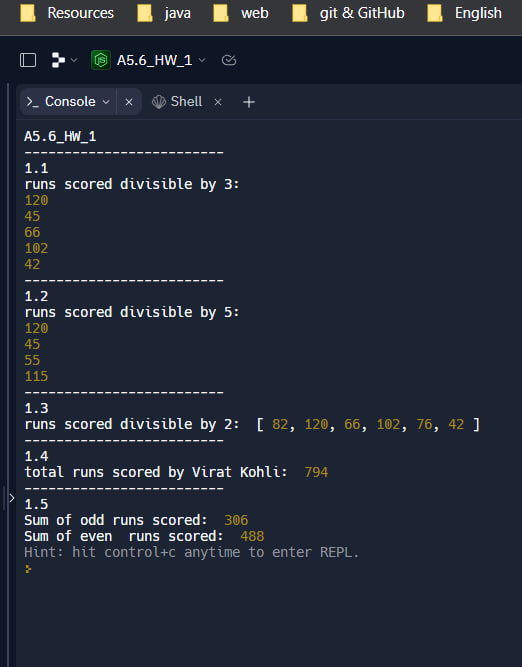 Resources java web git & GitHub English
A5.6_HW_1
Console Shell
A5.6_HW_1
-------------------------
1.1
runs scored divisible by 3:
120
45
66
102
42
-------------------------
1.2
runs scored divisible by 5:
120
45
55
115
-------------------------
1.3
runs scored divisible by 2:  [ 82, 120, 66, 102, 76, 42 ]
-------------------------
1.4
total runs scored by Virat Kohli:  794
-------------------------
1.5
Sum of odd runs scored:  306
Sum of even  runs scored:  488
Hint: hit control+c anytime to enter REPL.